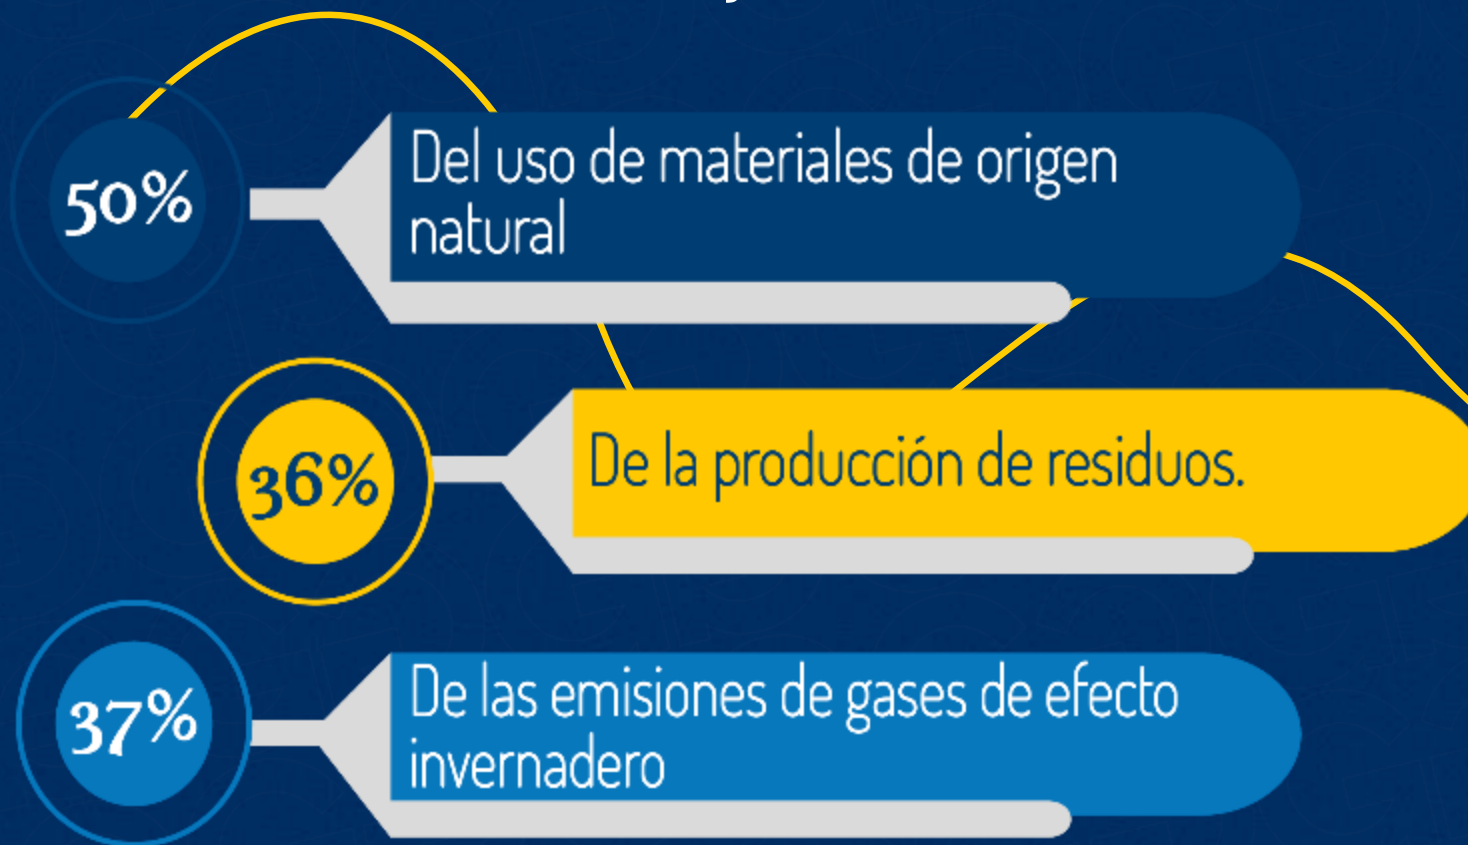 50%
Del uso de materiales de origen
natural
36%
De la producción de residuos.
37%
De las emisiones de gases de efecto
invernadero